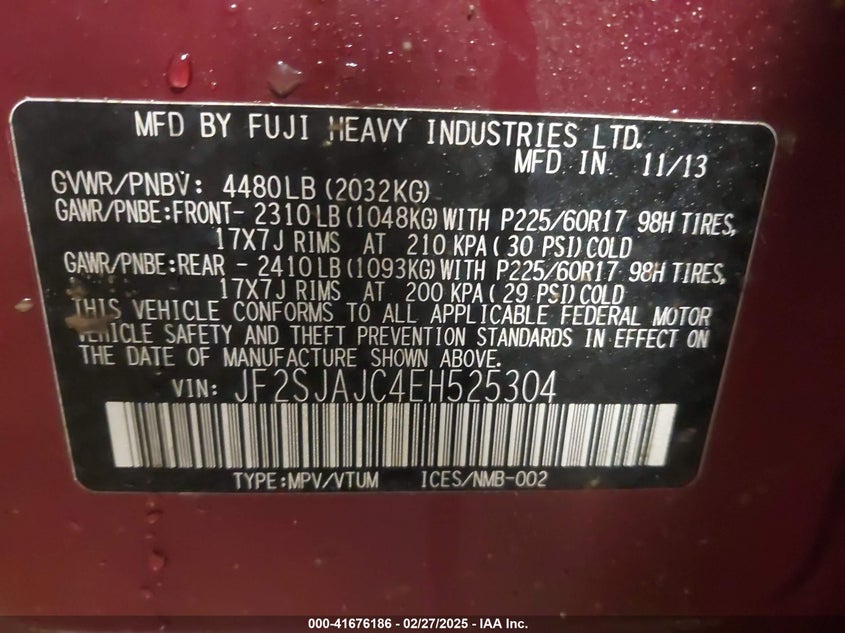 MFD BY FUJI HEAVY INDUSTRIES LTD.
MFD IN 11/13
GVWR/PNBV: 4480LB (2032KG)
GAWR/PNBE:FRONT- 2310 LB (1048KG) WITH P225/60R17 98H TIRES,
17X7J RIMS AT 210 KPA ( 30 PSI) COLD
GAWR/PNBE:REAR - 2410 LB (1093KG) WITH P225/60R17 98H TIRES,
17X7J RIMS AT 200 KPA ( 29 PSI) COLD
THIS VEHICLE CONFORMS TO ALL APPLICABLE FEDERAL MOTOR
VEHICLE SAFETY AND THEFT PREVENTION STANDARDS IN EFFECT ON
THE DATE OF MANUFACTURE SHOWN ABOVE.
VIN: JF2SJAJC4EH525304
TYPE:MPV/VTUM ICES/NMB-002
000-41676186 - 02/27/2025 - IAA Inc.